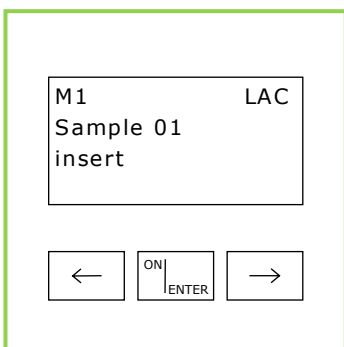 M1 LAC
Sample 01
insert
← ON ENTER →